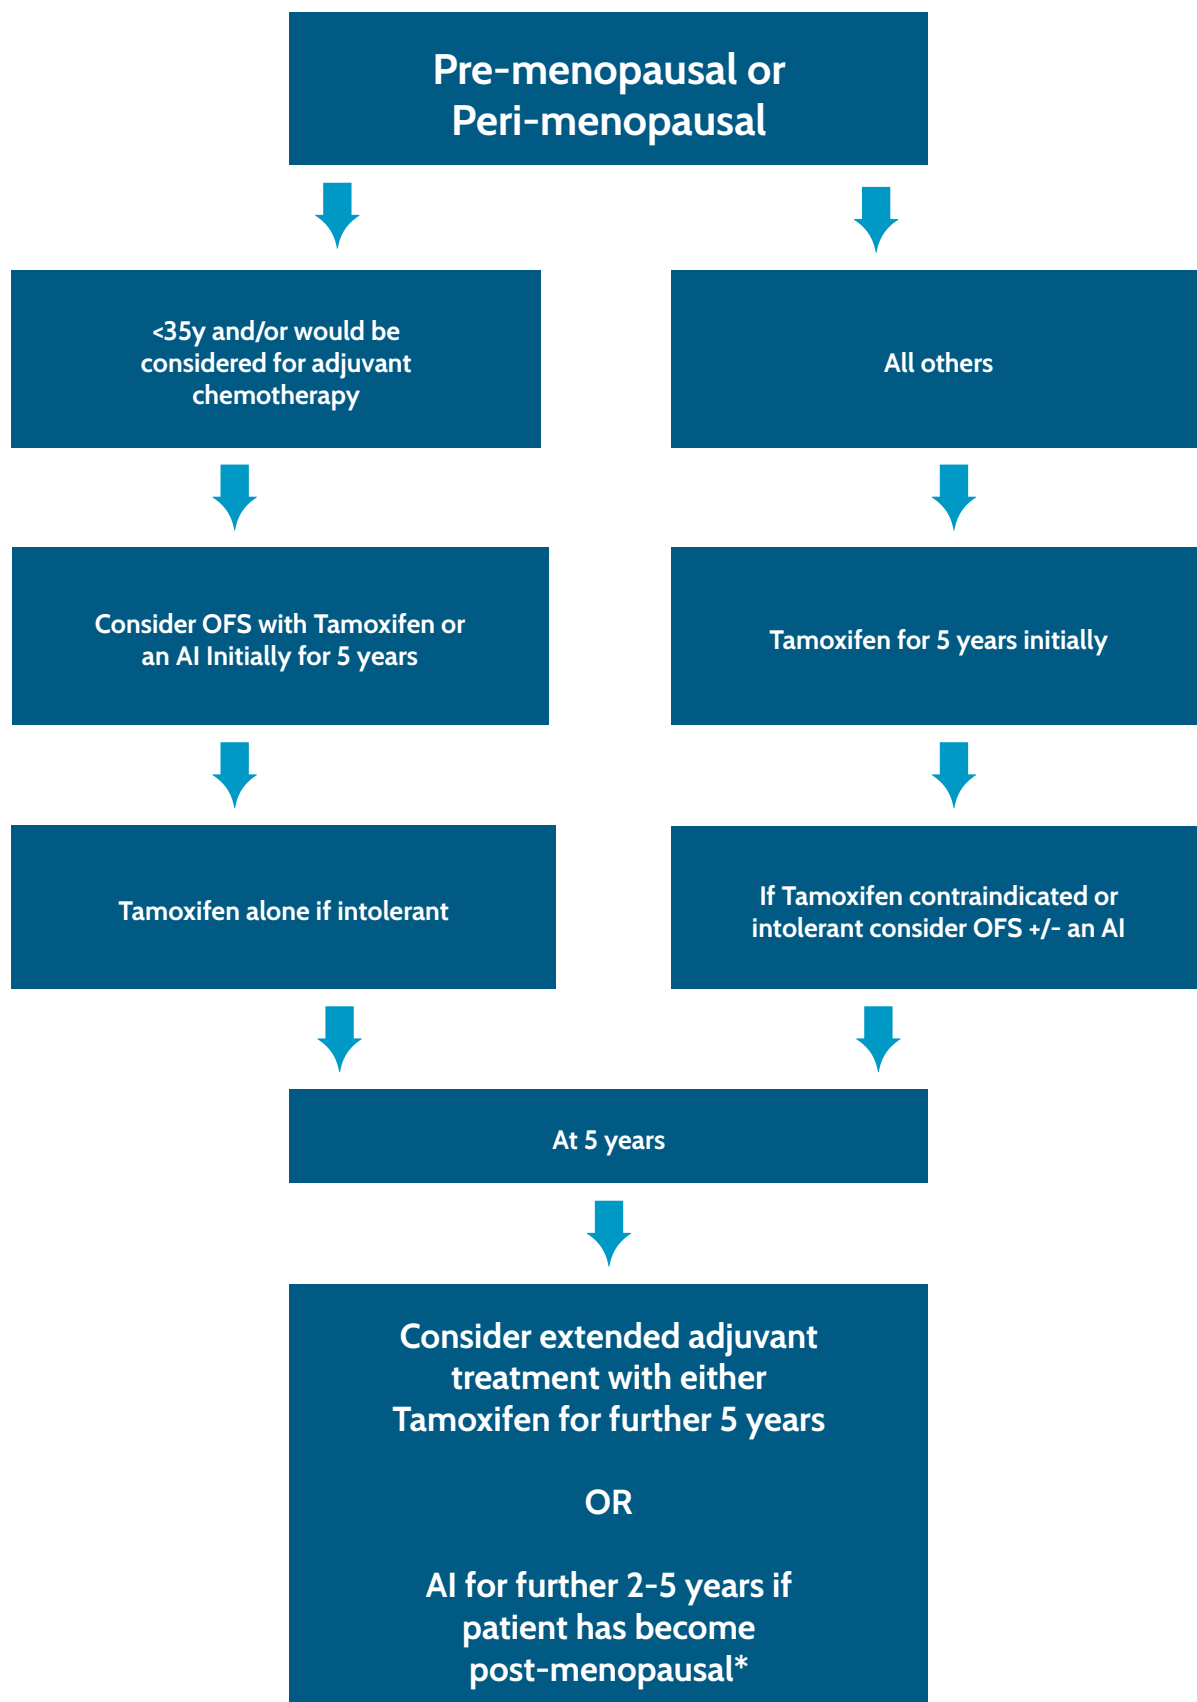 Pre-menopausal or
Peri-menopausal
<35y and/or would be
considered for adjuvant
chemotherapy
All others
Consider OFS with Tamoxifen or
an AI Initially for 5 years
Tamoxifen for 5 years initially
Tamoxifen alone if intolerant
If Tamoxifen contraindicated or
intolerant consider OFS +/- an AI
At 5 years
Consider extended adjuvant
treatment with either
Tamoxifen for further 5 years
OR
AI for further 2-5 years if
patient has become
post-menopausal*